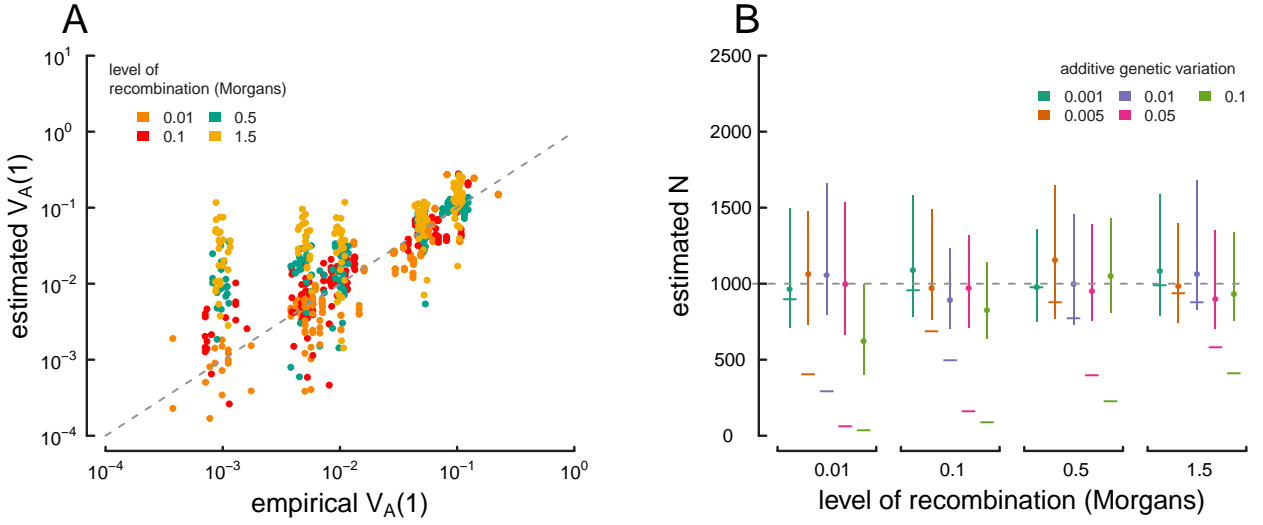 A
10^1
10^0
10^-1
10^-2
10^-3
10^-4
estimated V_A(1)
level of
recombination (Morgans)
0.01 0.5
0.1 1.5
10^-4 10^-3 10^-2 10^-1 10^0
empirical V_A(1)
B
2500
2000
1500
1000
500
0
estimated N
additive genetic variation
0.001 0.01 0.1
0.005 0.05
0.01 0.1 0.5 1.5
level of recombination (Morgans)